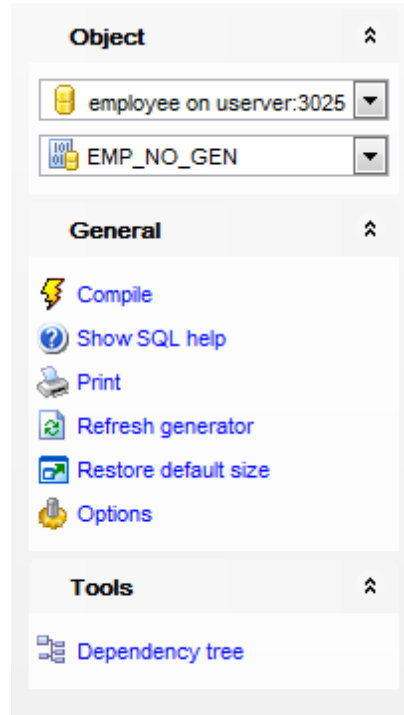 Object
employee on userver:3025
EMP_NO_GEN
General
Compile
Show SQL help
Print
Refresh generator
Restore default size
Options
Tools
Dependency tree